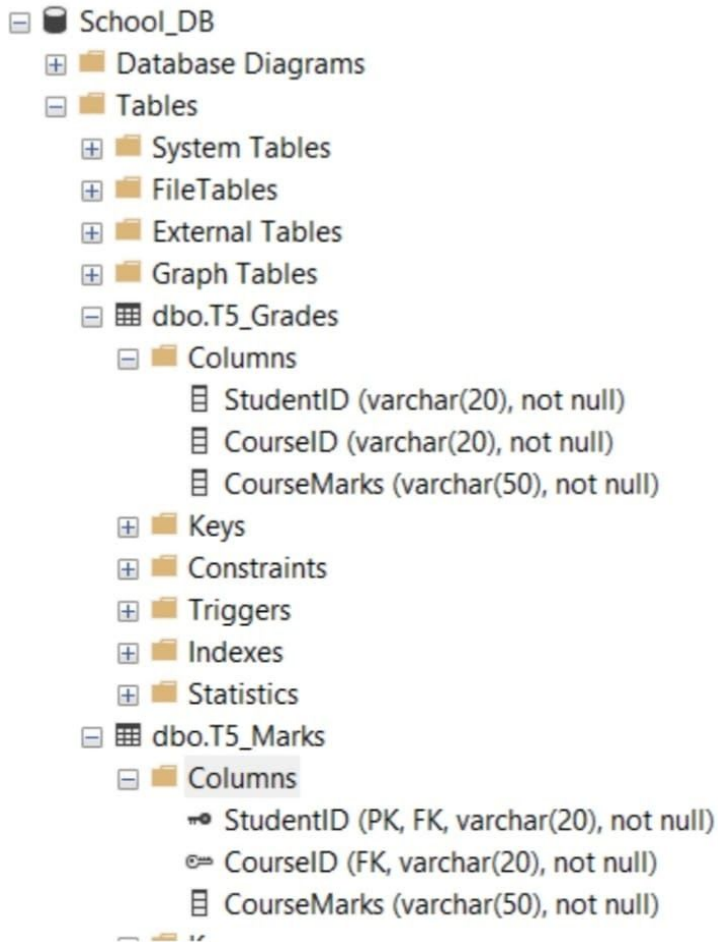 School_DB
Database Diagrams
Tables
System Tables
FileTables
External Tables
Graph Tables
dbo.T5_Grades
Columns
StudentID (varchar(20), not null)
CourseID (varchar(20), not null)
CourseMarks (varchar(50), not null)
Keys
Constraints
Triggers
Indexes
Statistics
dbo.T5_Marks
Columns
StudentID (PK, FK, varchar(20), not null)
CourseID (FK, varchar(20), not null)
CourseMarks (varchar(50), not null)